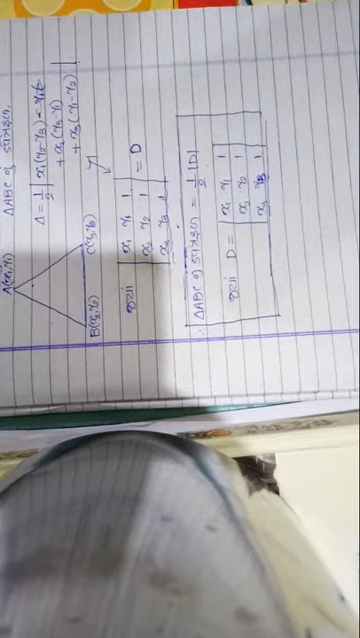 A(x₁,y₁)
B(x₂,y₂) C(x₃,y₃)
ΔABC નું ક્ષેત્રફળ,
Δ = 1/2 | x₁(y₂-y₃)
+ x₂(y₃-y₁)
+ x₃(y₁-y₂) |
જ્યાં
x₁ y₁ 1
x₂ y₂ 1 = D
x₃ y₃ 1
∴ ΔABC નું ક્ષેત્રફળ = 1/2 |D|
x₁ y₁ 1
જ્યાં D = x₂ y₂ 1
x₃ y₃ 1